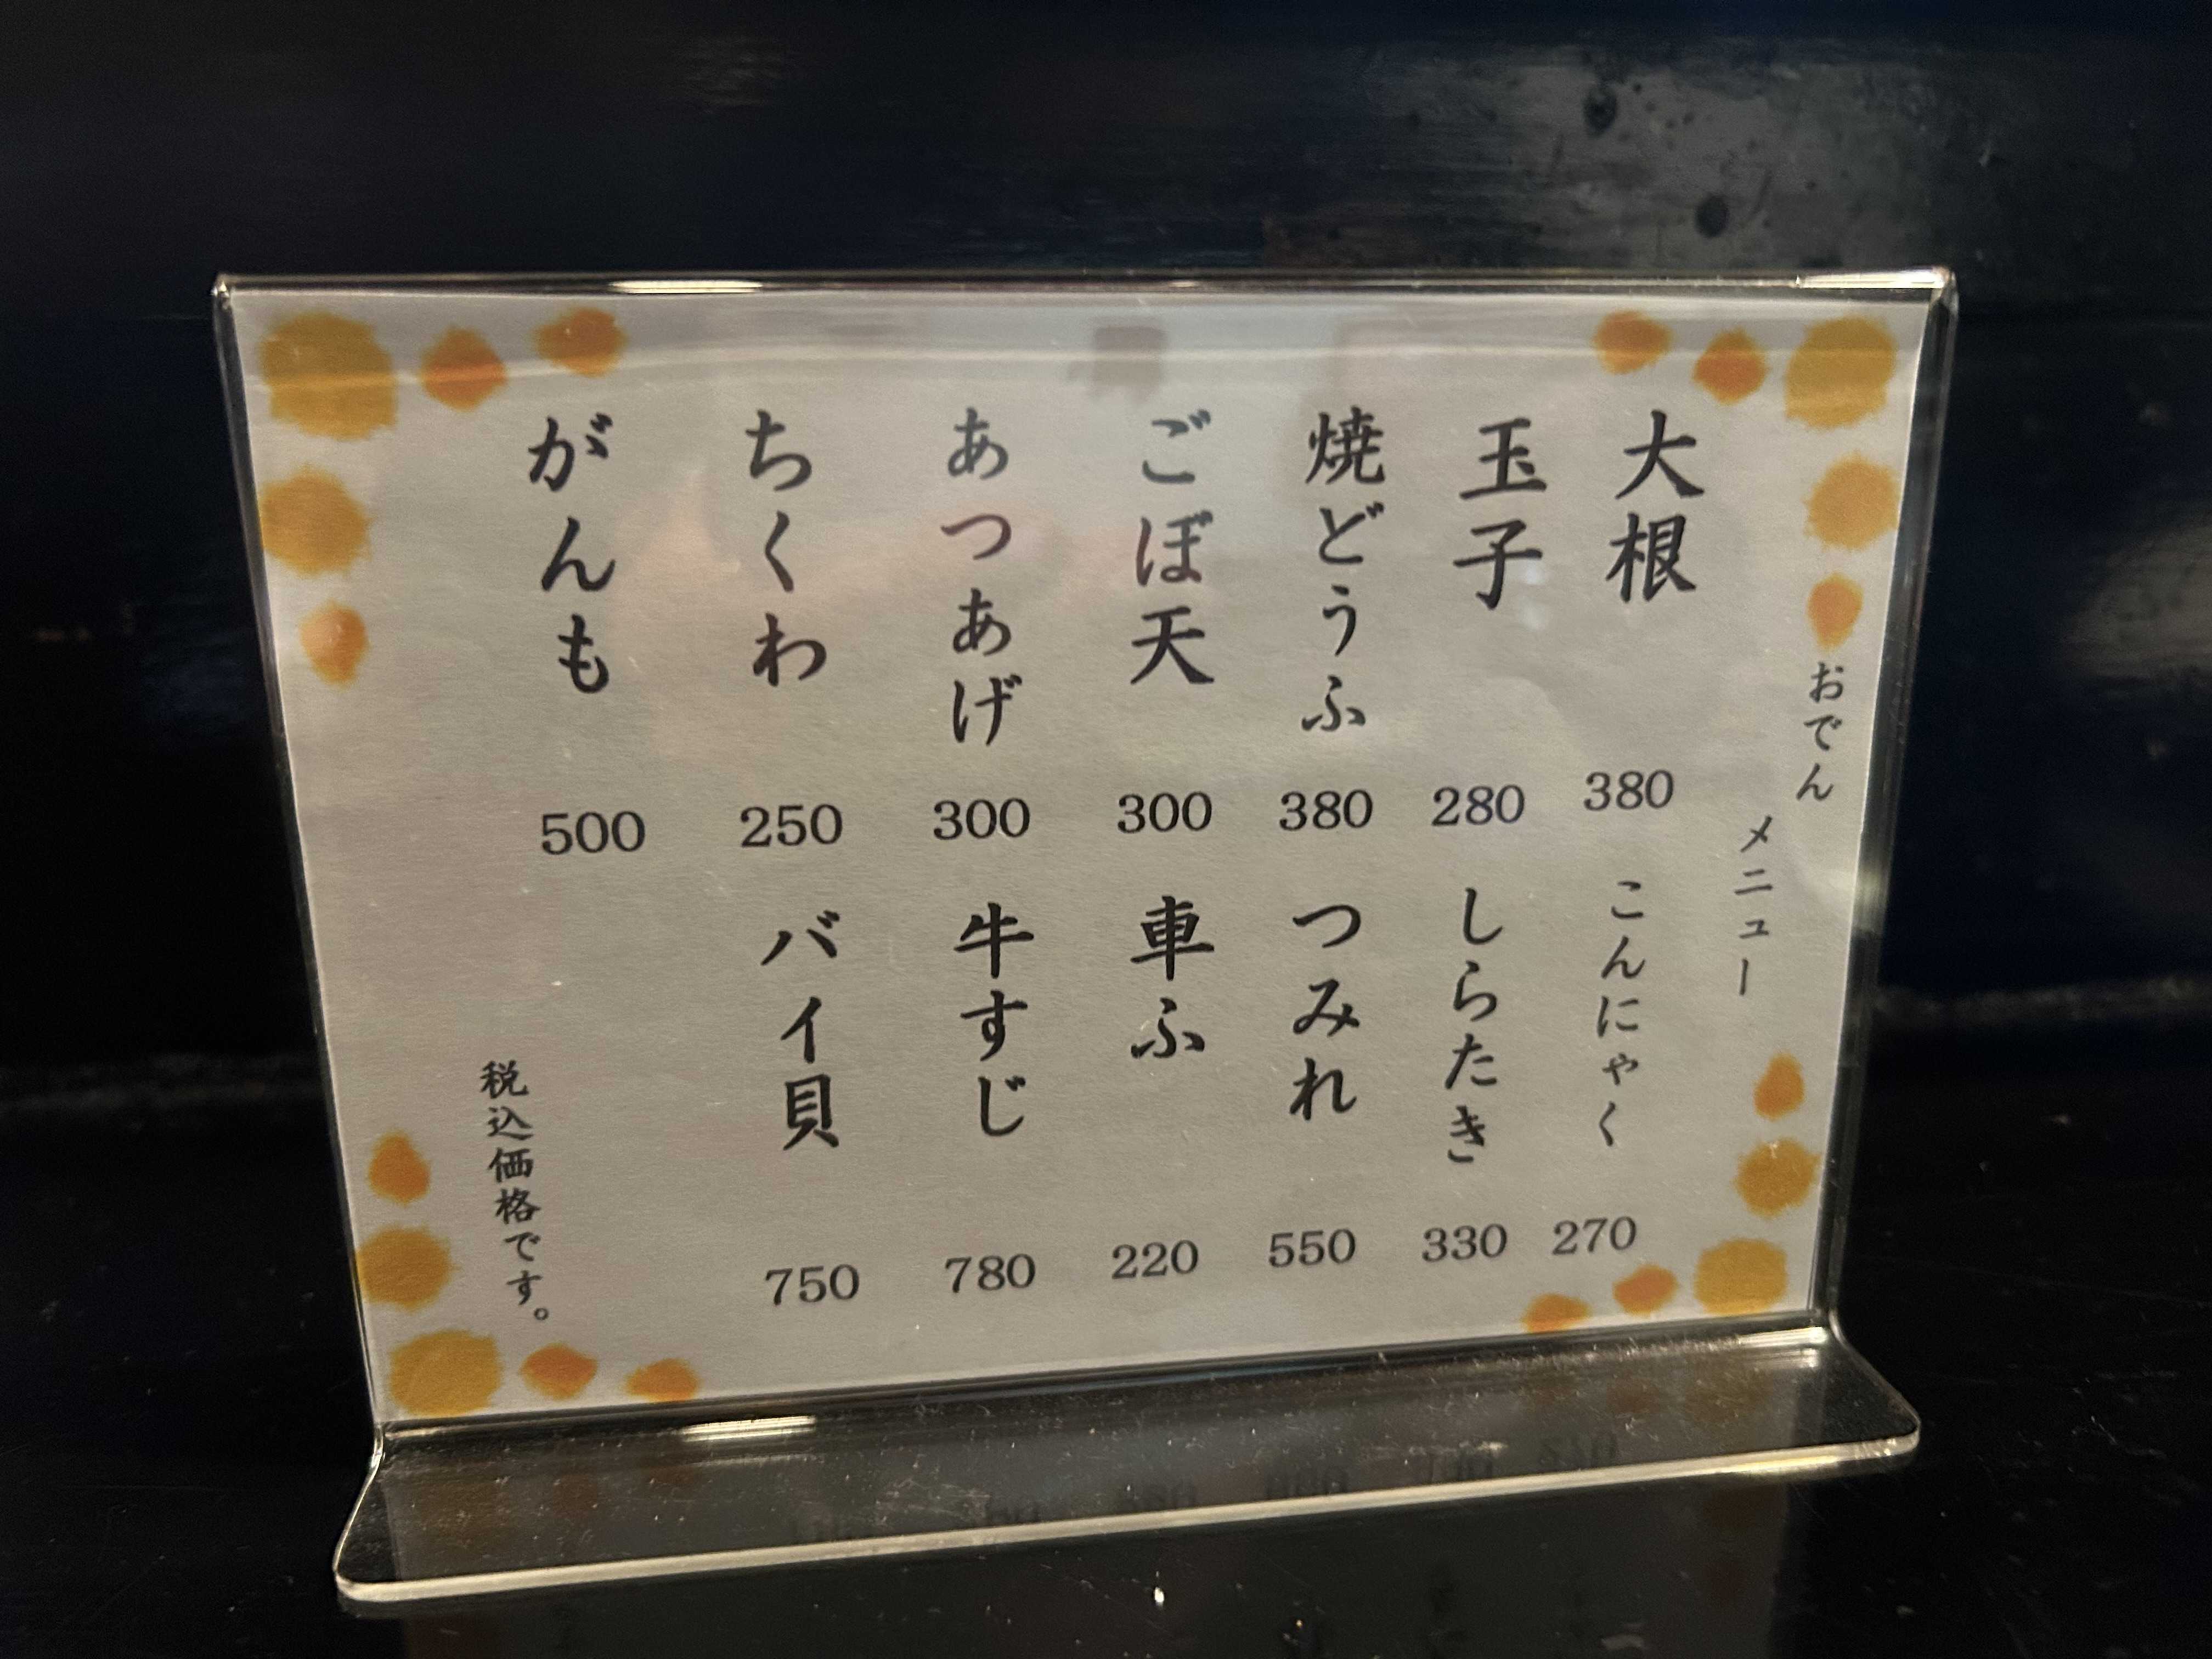 おでん
メニュー
大根 380
玉子 280
焼どうふ 380
ごぼ天 300
あつあげ 300
ちくわ 250
がんも 500
こんにゃく 270
しらたき 330
つみれ 550
車ふ 220
牛すじ 780
バイ貝 750
税込価格です。